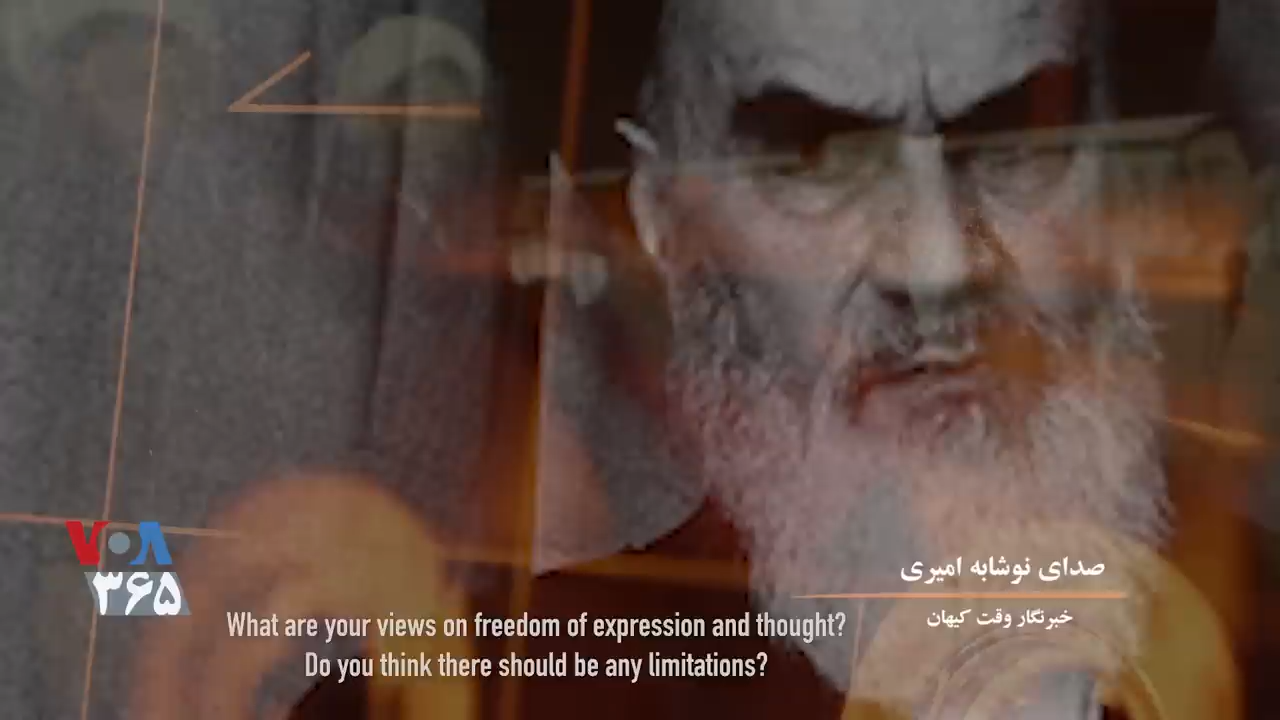 VOA
۳۶۵
صدای نوشابه امیری
خبرنگار وقت کیهان
What are your views on freedom of expression and thought?
Do you think there should be any limitations?